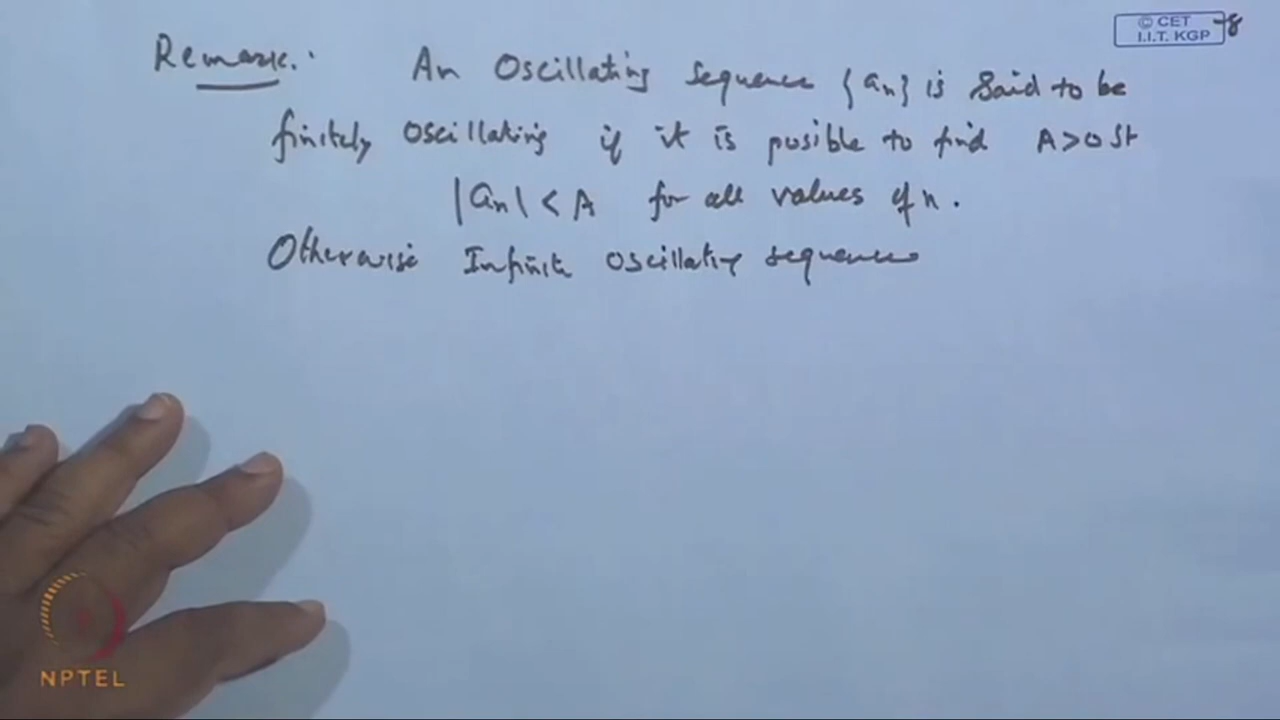 © CET
I.I.T. KGP
Remark:
An Oscillating sequence {an} is said to be
finitely Oscillating if it is posible to find A>0 st
|an| < A for all values of n.
Otherwise Infinite Oscillating sequence
NPTEL